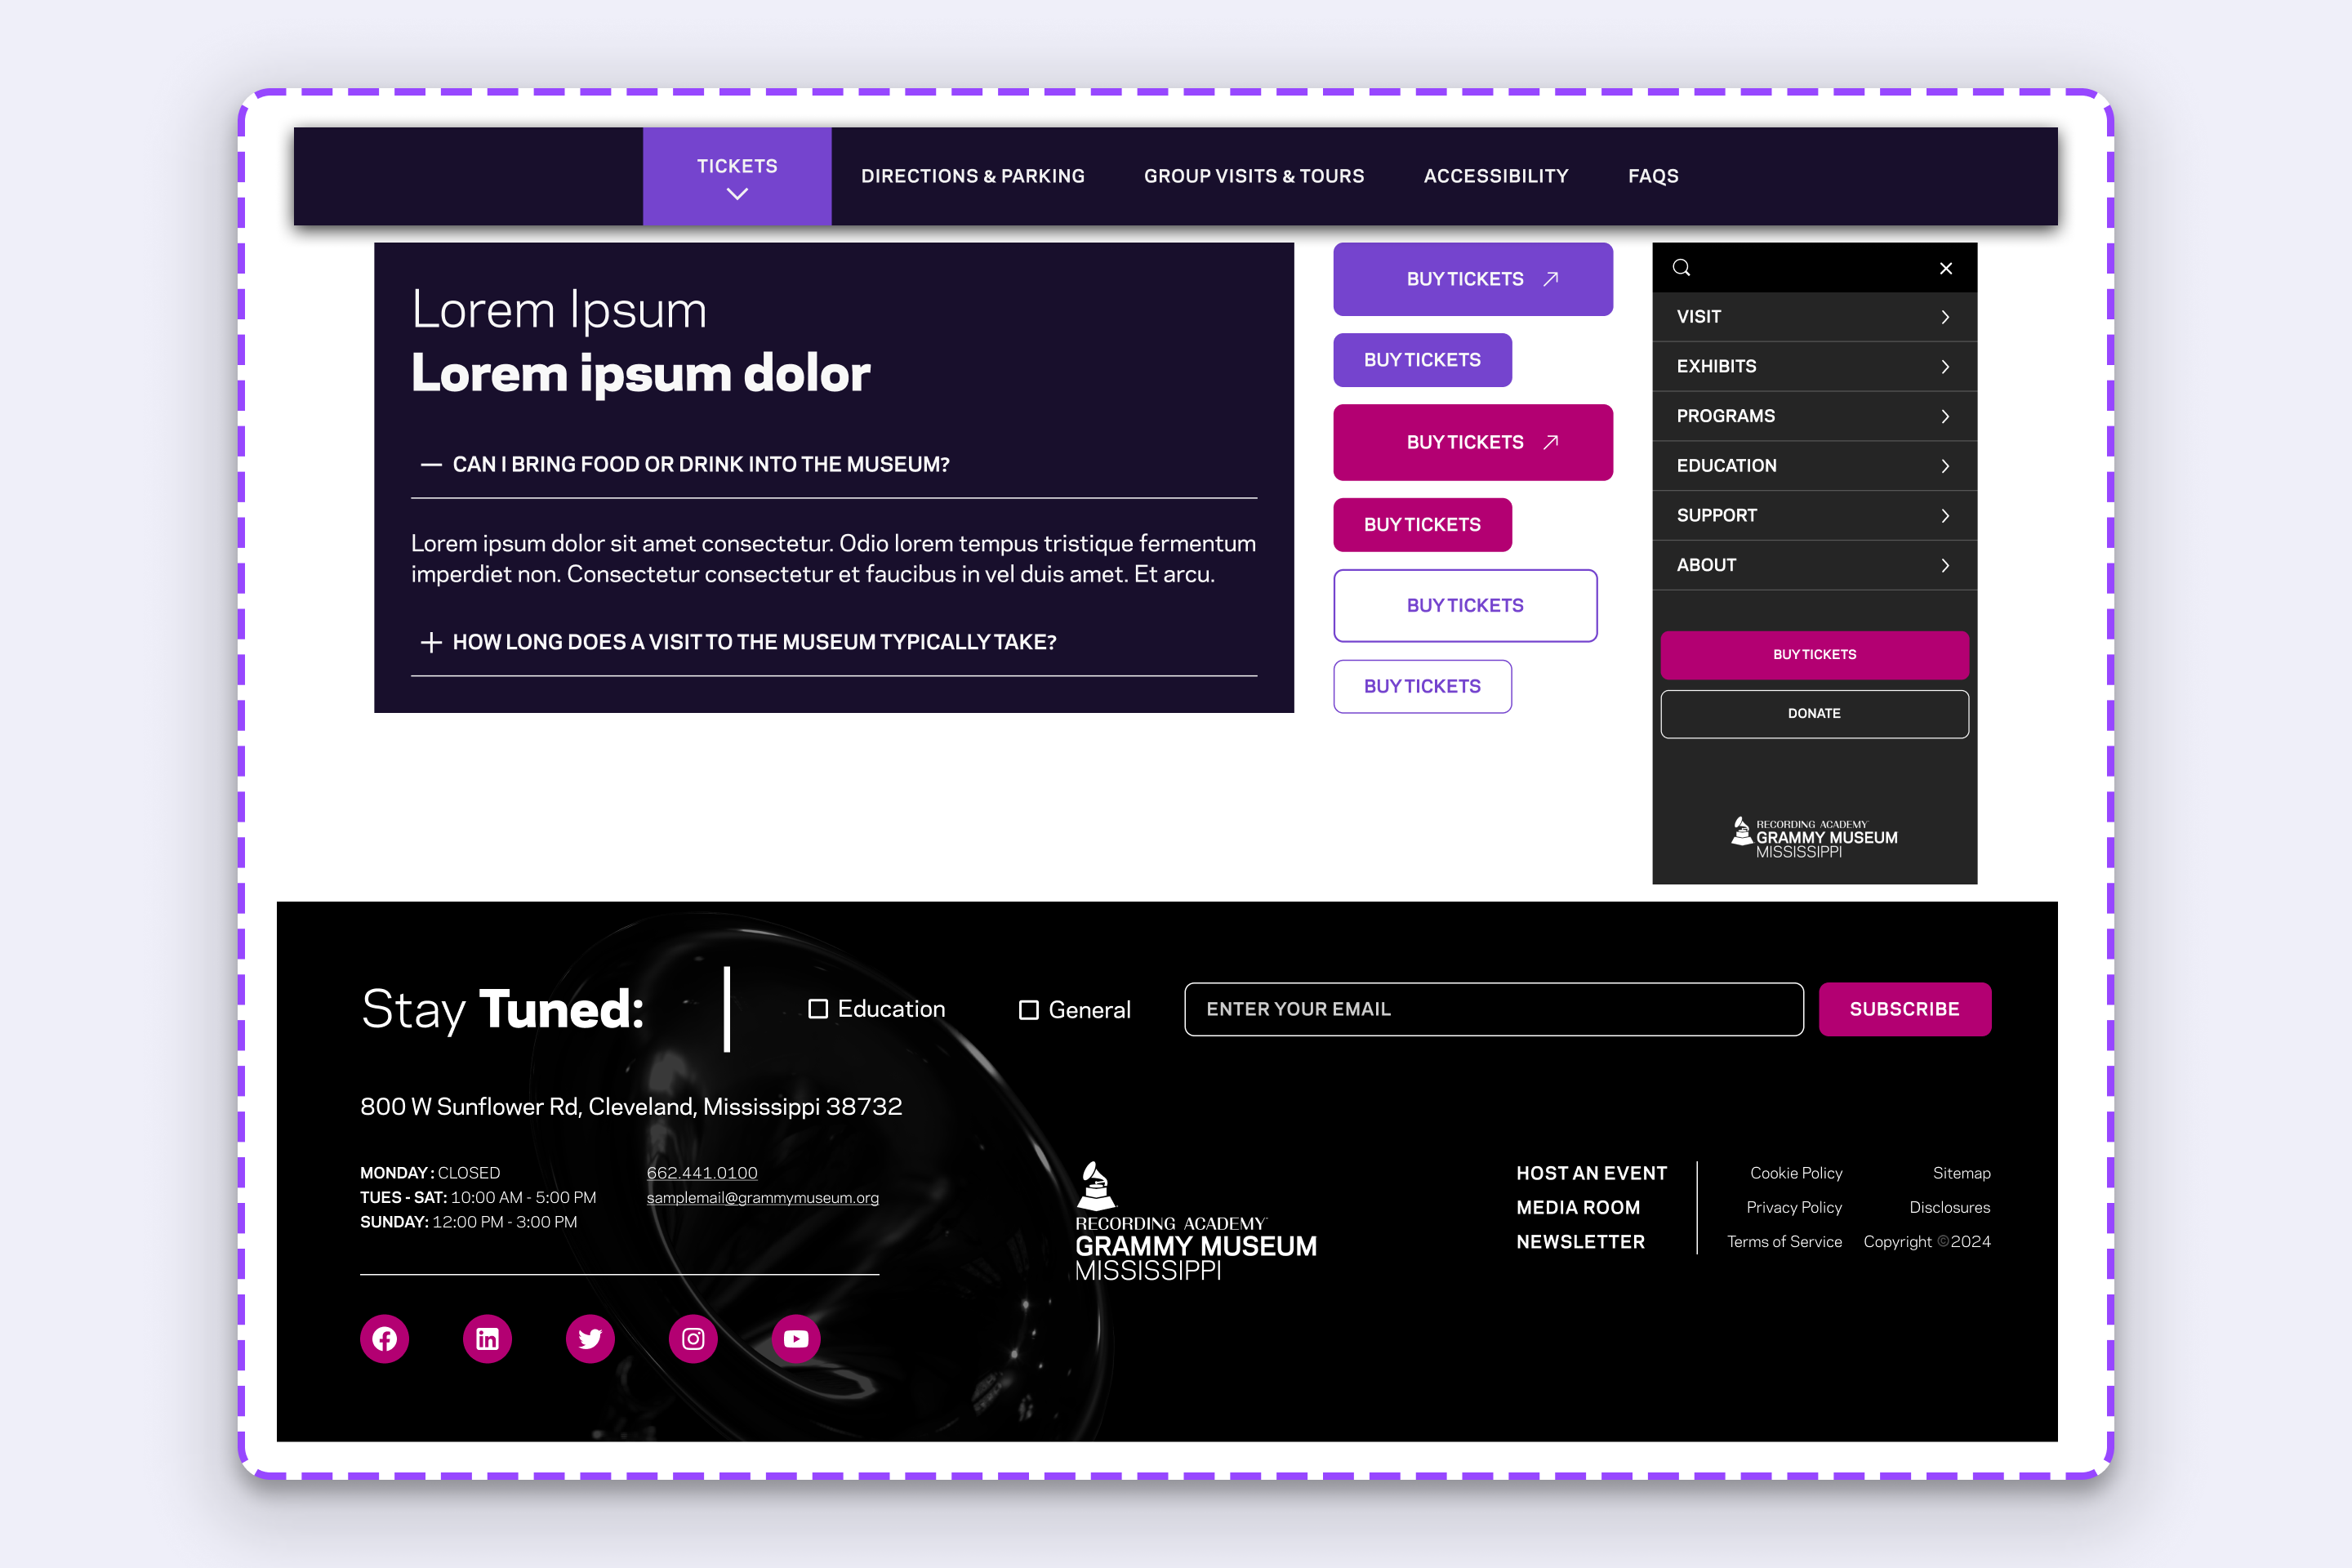 TICKETS
DIRECTIONS & PARKING
GROUP VISITS & TOURS
ACCESSIBILITY
FAQS
Lorem Ipsum
Lorem ipsum dolor
CAN I BRING FOOD OR DRINK INTO THE MUSEUM?
Lorem ipsum dolor sit amet consectetur. Odio lorem tempus tristique fermentum
imperdiet non. Consectetur consectetur et faucibus in vel duis amet. Et arcu.
HOW LONG DOES A VISIT TO THE MUSEUM TYPICALLY TAKE?
BUY TICKETS
BUY TICKETS
BUY TICKETS
BUY TICKETS
BUY TICKETS
BUY TICKETS
VISIT
EXHIBITS
PROGRAMS
EDUCATION
SUPPORT
ABOUT
BUY TICKETS
DONATE
RECORDING ACADEMY
GRAMMY MUSEUM
MISSISSIPPI
Stay Tuned:
Education
General
ENTER YOUR EMAIL
SUBSCRIBE
800 W Sunflower Rd, Cleveland, Mississippi 38732
MONDAY : CLOSED
TUES - SAT: 10:00 AM - 5:00 PM
SUNDAY: 12:00 PM - 3:00 PM
662.441.0100
samplemail@grammymuseum.org
RECORDING ACADEMY
GRAMMY MUSEUM
MISSISSIPPI
HOST AN EVENT
MEDIA ROOM
NEWSLETTER
Cookie Policy
Privacy Policy
Terms of Service
Sitemap
Disclosures
Copyright ©2024